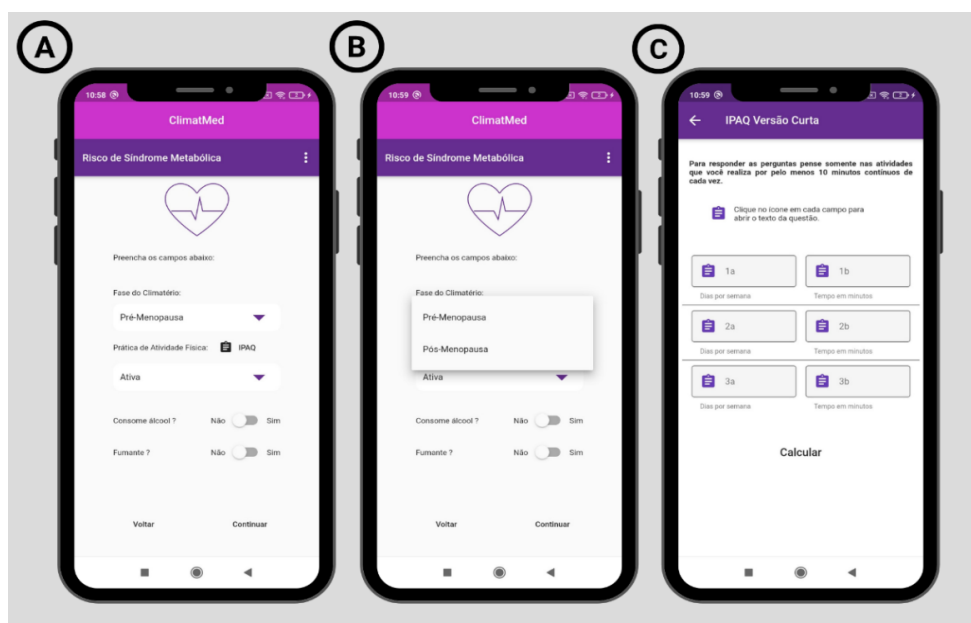 A
10:58
ClimatMed
Risco de Síndrome Metabólica
Preencha os campos abaixo:
Fase do Climatério:
Pré-Menopausa
Prática de Atividade Física: IPAQ
Ativa
Consome álcool ? Não Sim
Fumante ? Não Sim
Voltar Continuar
B
10:59
ClimatMed
Risco de Síndrome Metabólica
Preencha os campos abaixo:
Fase do Climatério:
Pré-Menopausa
Pós-Menopausa
Ativa
Consome álcool ? Não Sim
Fumante ? Não Sim
Voltar Continuar
C
10:59
IPAQ Versão Curta
Para responder as perguntas pense somente nas atividades
que você realiza por pelo menos 10 minutos contínuos de
cada vez.
Clique no ícone em cada campo para
abrir o texto da questão.
1a 1b
Dias por semana Tempo em minutos
2a 2b
Dias por semana Tempo em minutos
3a 3b
Dias por semana Tempo em minutos
Calcular